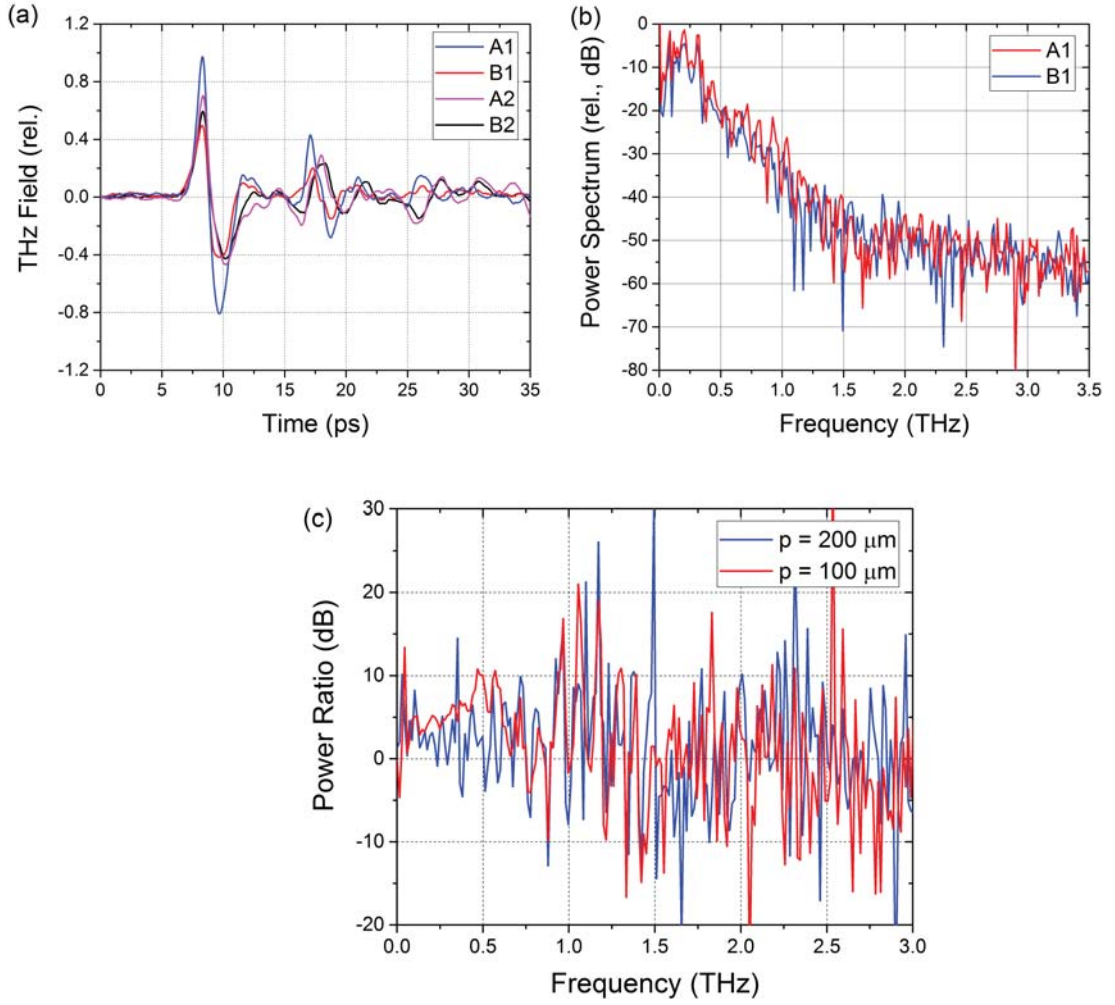 (a)
1.2
0.8
0.4
0.0
-0.4
-0.8
-1.2
THz Field (rel.)
A1
B1
A2
B2
0 5 10 15 20 25 30 35
Time (ps)
(b)
0
-10
-20
-30
-40
-50
-60
-70
-80
Power Spectrum (rel., dB)
A1
B1
0.0 0.5 1.0 1.5 2.0 2.5 3.0 3.5
Frequency (THz)
(c)
30
20
10
0
-10
-20
Power Ratio (dB)
p = 200 μm
p = 100 μm
0.0 0.5 1.0 1.5 2.0 2.5 3.0
Frequency (THz)